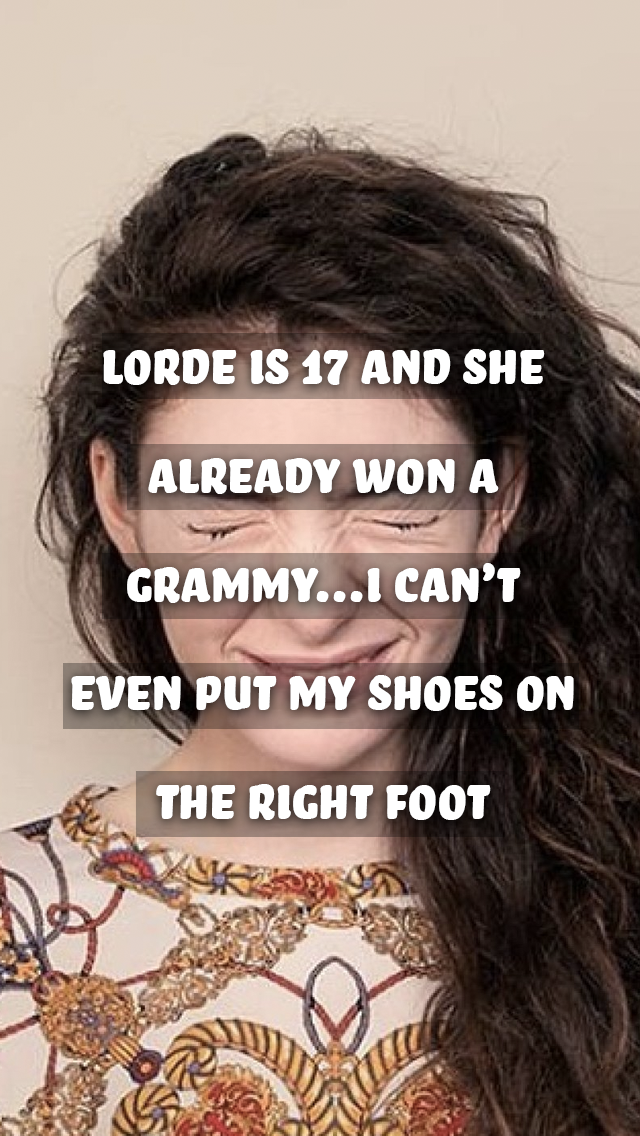 LORDE IS 17 AND SHE
ALREADY WON A
GRAMMY...I CAN'T
EVEN PUT MY SHOES ON
THE RIGHT FOOT